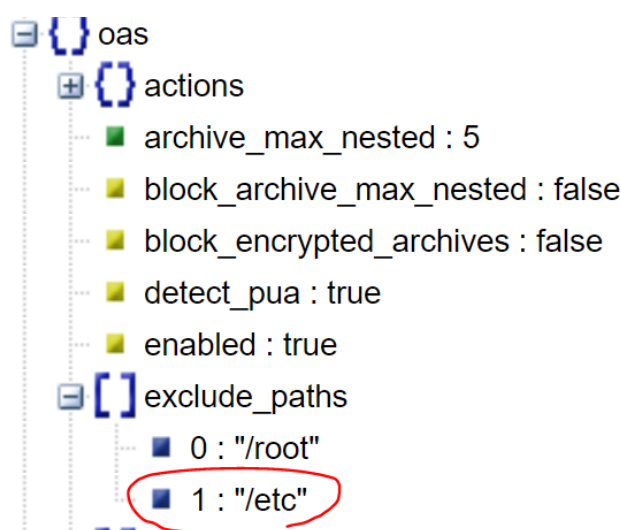 oas
actions
archive_max_nested : 5
block_archive_max_nested : false
block_encrypted_archives : false
detect_pua : true
enabled : true
exclude_paths
0 : "/root"
1 : "/etc"